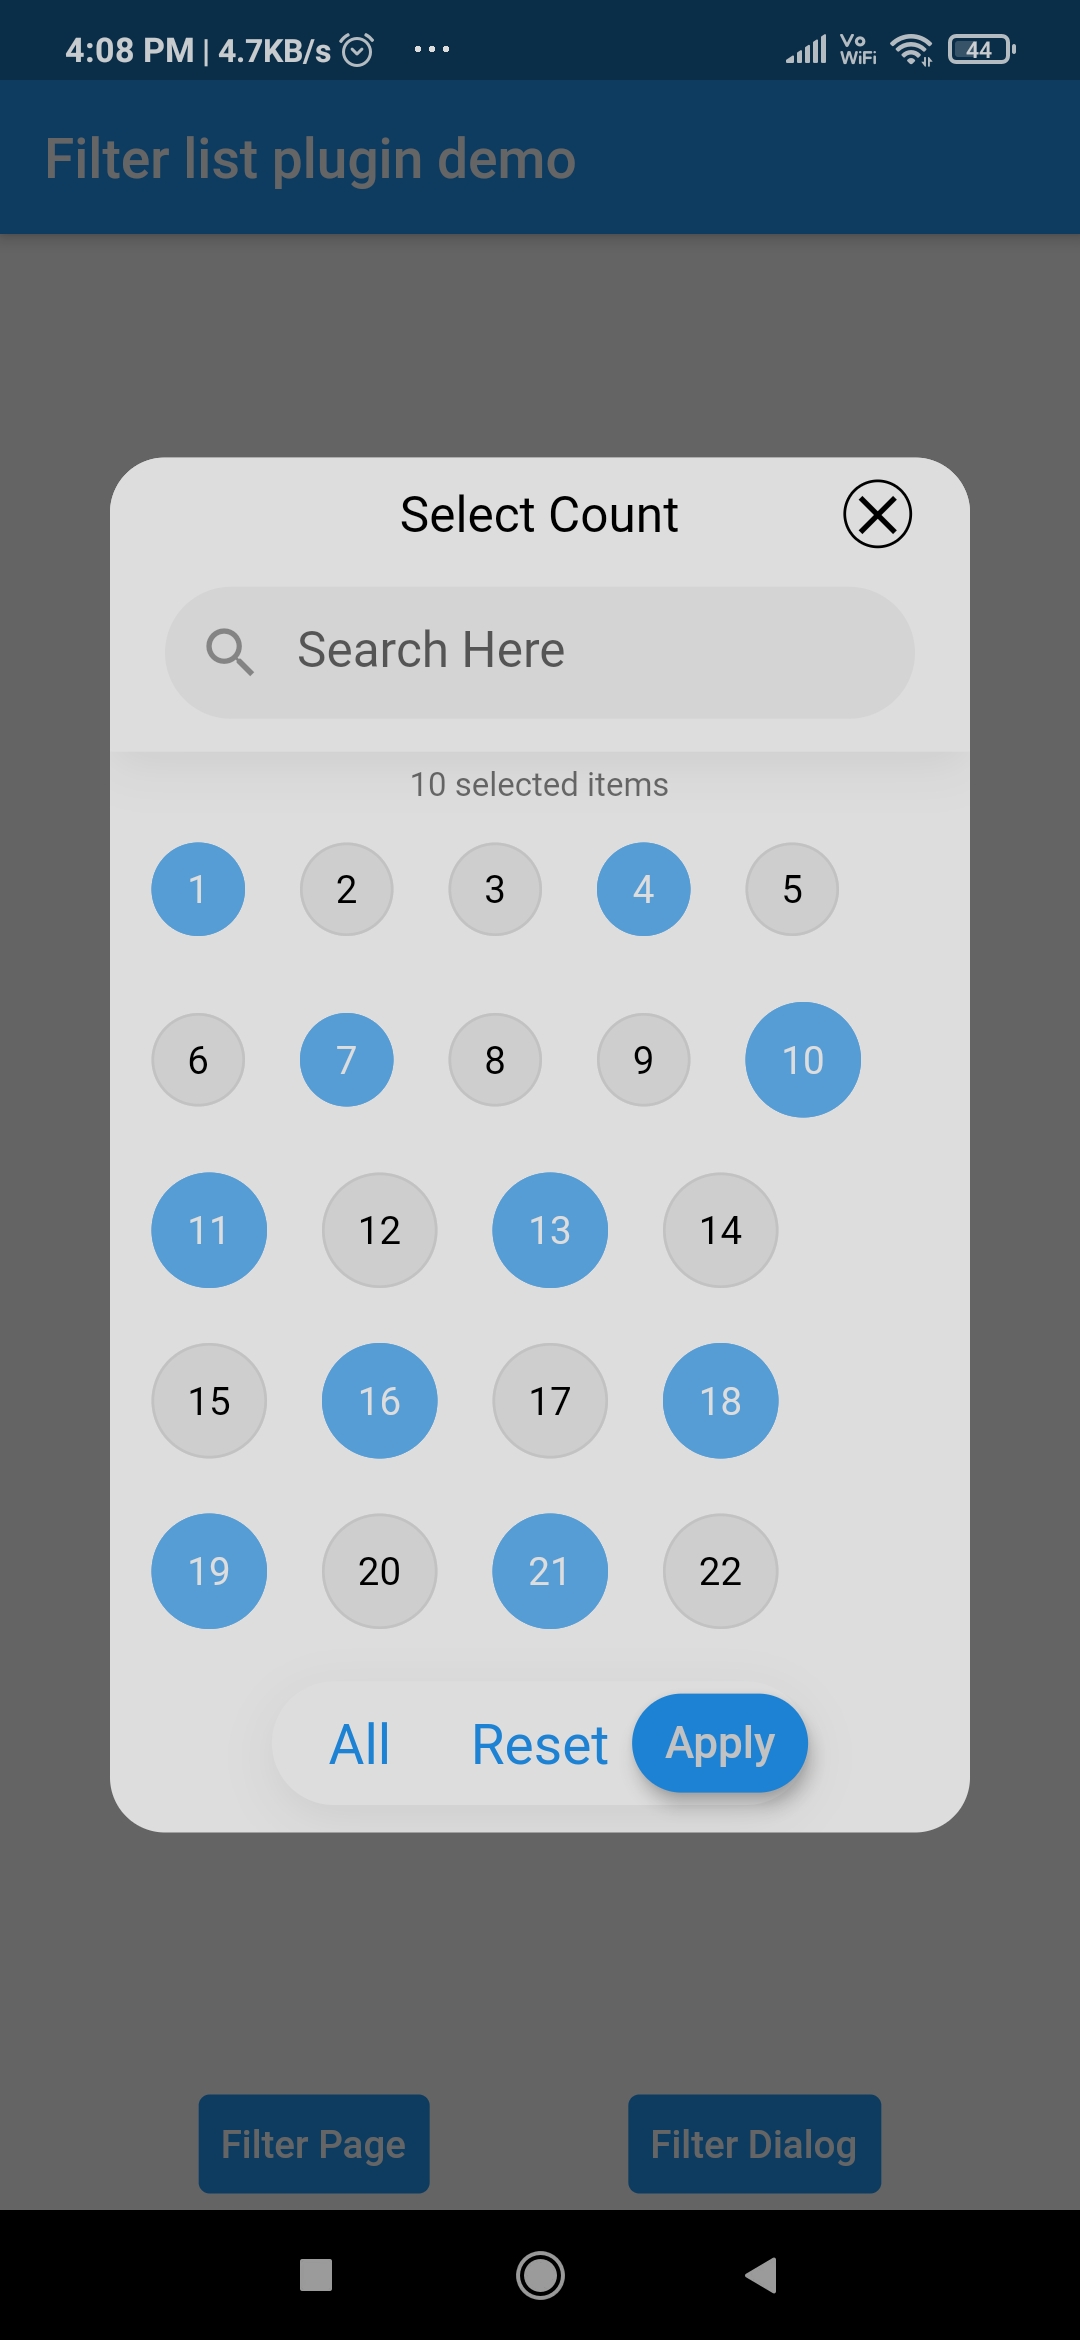 4:08 PM | 4.7KB/s ... Vo WiFi 44
Filter list plugin demo
Select Count
Search Here
10 selected items
1 2 3 4 5
6 7 8 9 10
11 12 13 14
15 16 17 18
19 20 21 22
All Reset Apply
Filter Page Filter Dialog